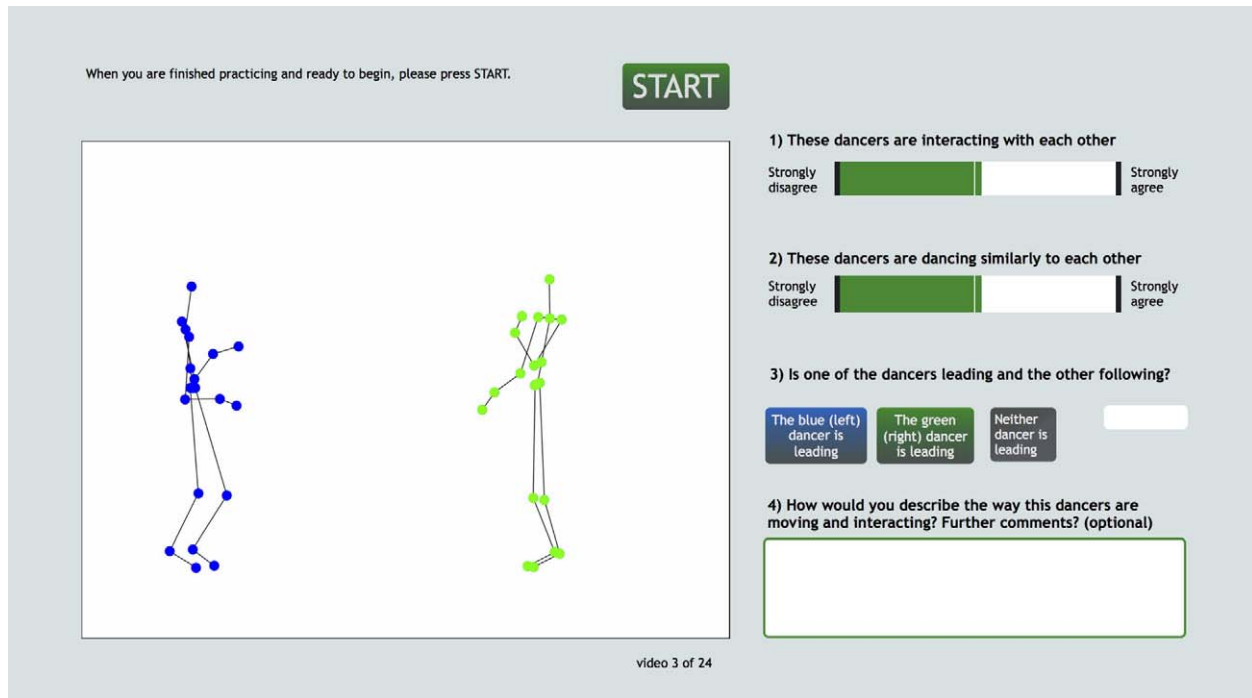 When you are finished practicing and ready to begin, please press START.
START
1) These dancers are interacting with each other
Strongly
disagree
Strongly
agree
2) These dancers are dancing similarly to each other
Strongly
disagree
Strongly
agree
3) Is one of the dancers leading and the other following?
The blue (left)
dancer is
leading
The green
(right) dancer
is leading
Neither
dancer is
leading
4) How would you describe the way this dancers are
moving and interacting? Further comments? (optional)
video 3 of 24